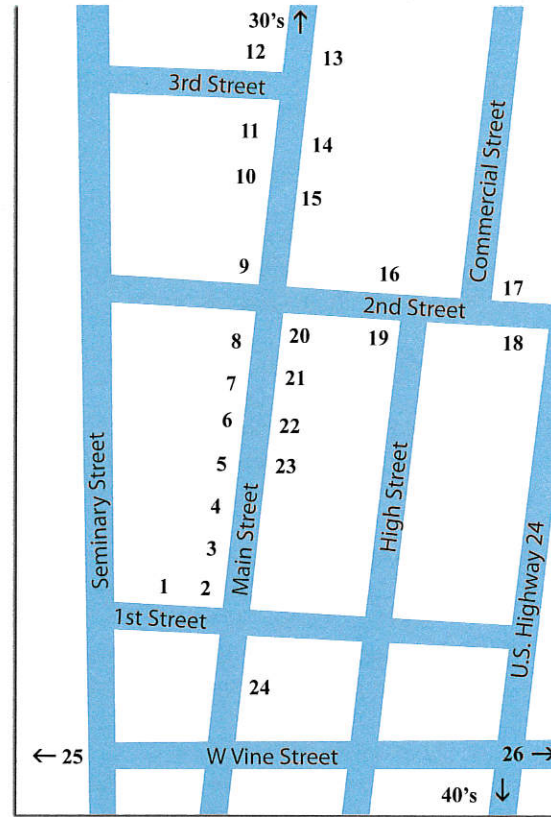 30's ↑
12
13
3rd Street
11
14
10
15
Commercial Street
9
16
17
2nd Street
8
20
19
18
7
21
6
22
5
23
Seminary Street
Main Street
High Street
U.S. Highway 24
4
3
1
2
1st Street
24
← 25
W Vine Street
26 →
40's ↓